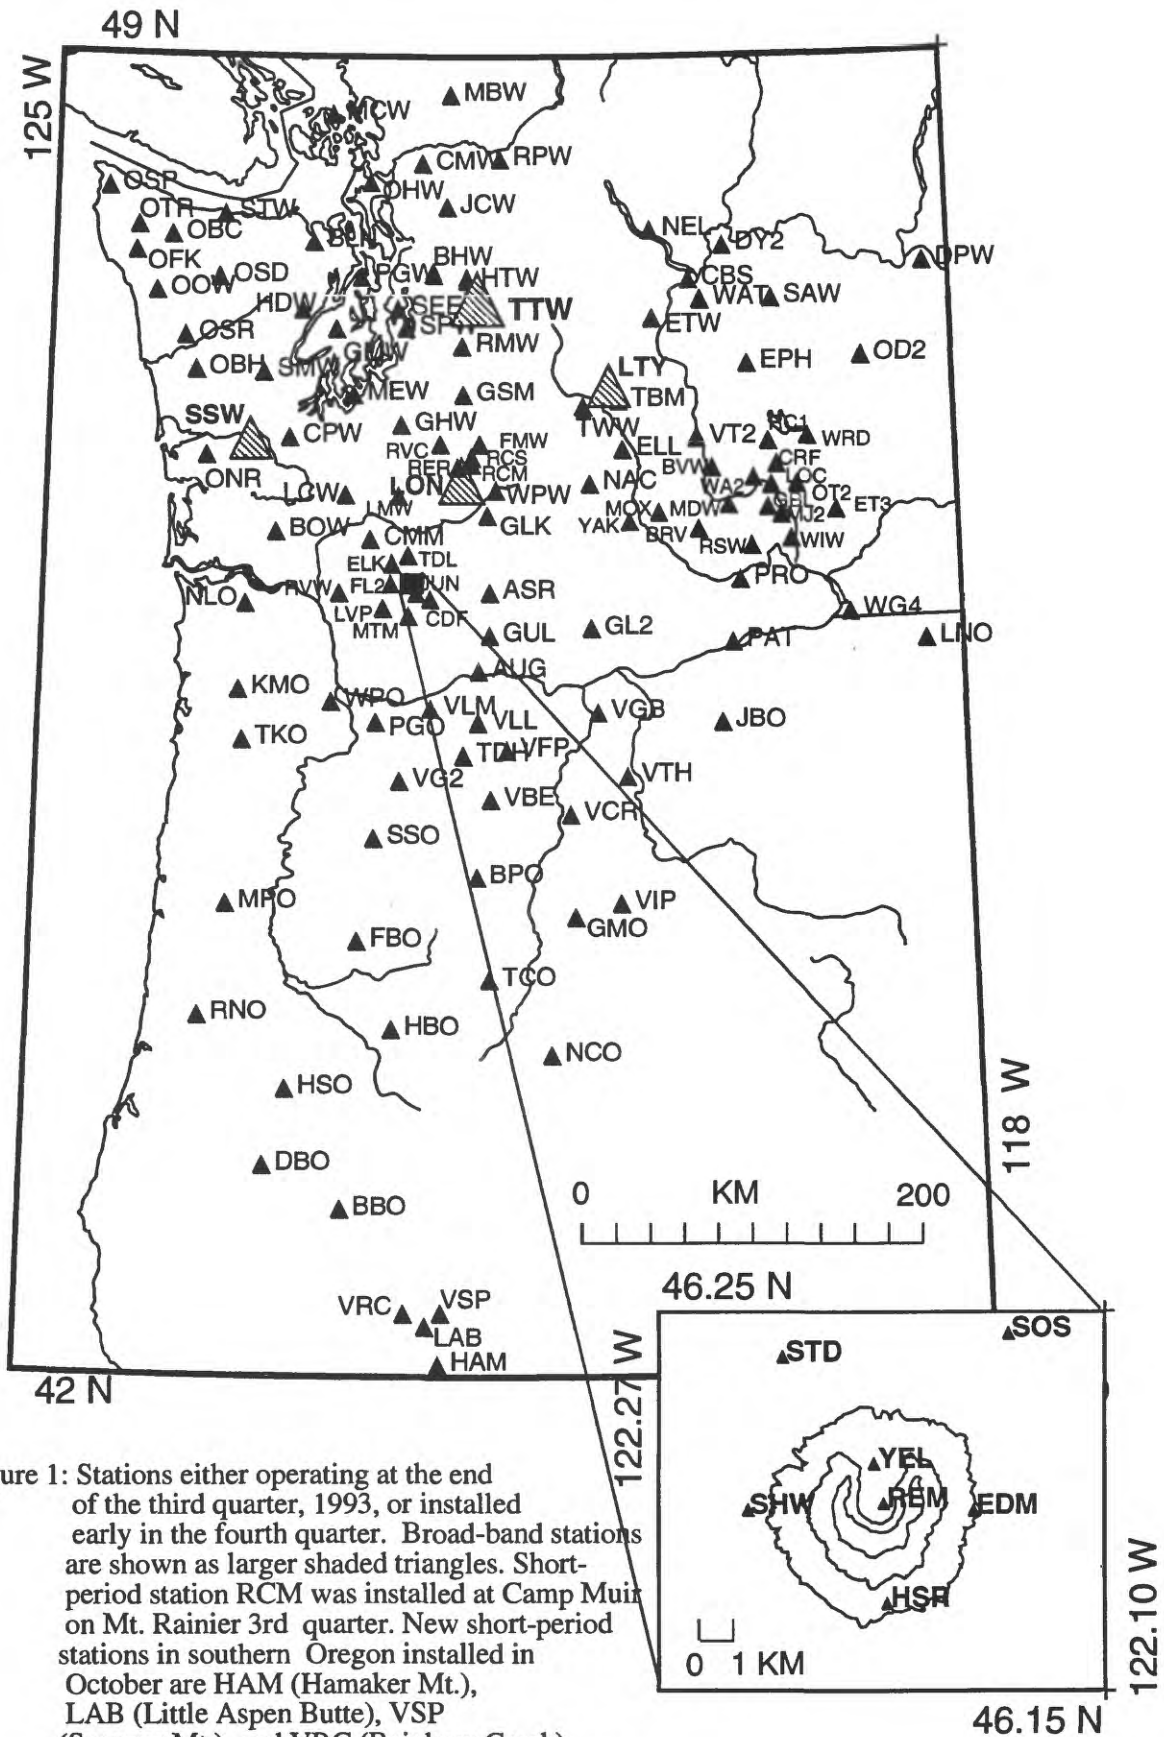 49 N
125 W
MBW
MCW
CMW
RPW
OSP
OHW
JCW
OTR
STW
OBC
NEL
DY2
OFK
DPW
OSD
PGW
BHW
HTW
CBS
OOW
WAT
SAW
HDW
SEE
TTW
ETW
OSR
RMW
GMW
OBH
SMW
LTY
EPH
OD2
MEW
GSM
TBM
SSW
GHW
TWW
CPW
VT2
RC1
WRD
RVC
FMW
ELL
ONR
RER
RCS
CRF
BVW
LCW
LON
RCM
WPW
NAC
WA2
LOC
OT2
ET3
LMW
MOX
MDW
GBL
MJ2
BOW
GLK
YAK
BRV
CMM
RSW
WIW
TDL
ELK
PRO
NLO
RVW
FL2
JUN
ASR
LVP
CDF
WG4
MTM
GUL
GL2
PAT
LNO
AUG
KMO
WPO
VLM
VGB
JBO
PGO
VLL
TKO
TDH
VFP
VG2
VTH
VBE
VCR
SSO
BPO
MPO
VIP
GMO
FBO
TCO
RNO
HBO
NCO
HSO
118 W
DBO
BBO
0 KM 200
46.25 N
VRC
VSP
LAB
HAM
42 N
122.27 W
SOS
STD
YEL
SHW
REM
EDM
HSR
0 1 KM
122.10 W
46.15 N
ure 1: Stations either operating at the end
of the third quarter, 1993, or installed
early in the fourth quarter. Broad-band stations
are shown as larger shaded triangles. Short-
period station RCM was installed at Camp Muir
on Mt. Rainier 3rd quarter. New short-period
stations in southern Oregon installed in
October are HAM (Hamaker Mt.),
LAB (Little Aspen Butte), VSP